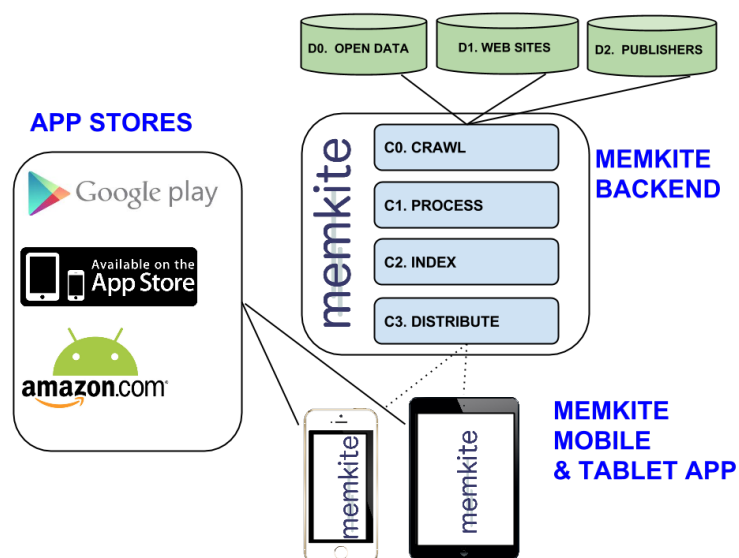 D0. OPEN DATA
D1. WEB SITES
D2. PUBLISHERS
APP STORES
Google play
Available on the
App Store
amazon.com
memkite
C0. CRAWL
C1. PROCESS
C2. INDEX
C3. DISTRIBUTE
MEMKITE
BACKEND
memkite
memkite
MEMKITE
MOBILE
& TABLET APP